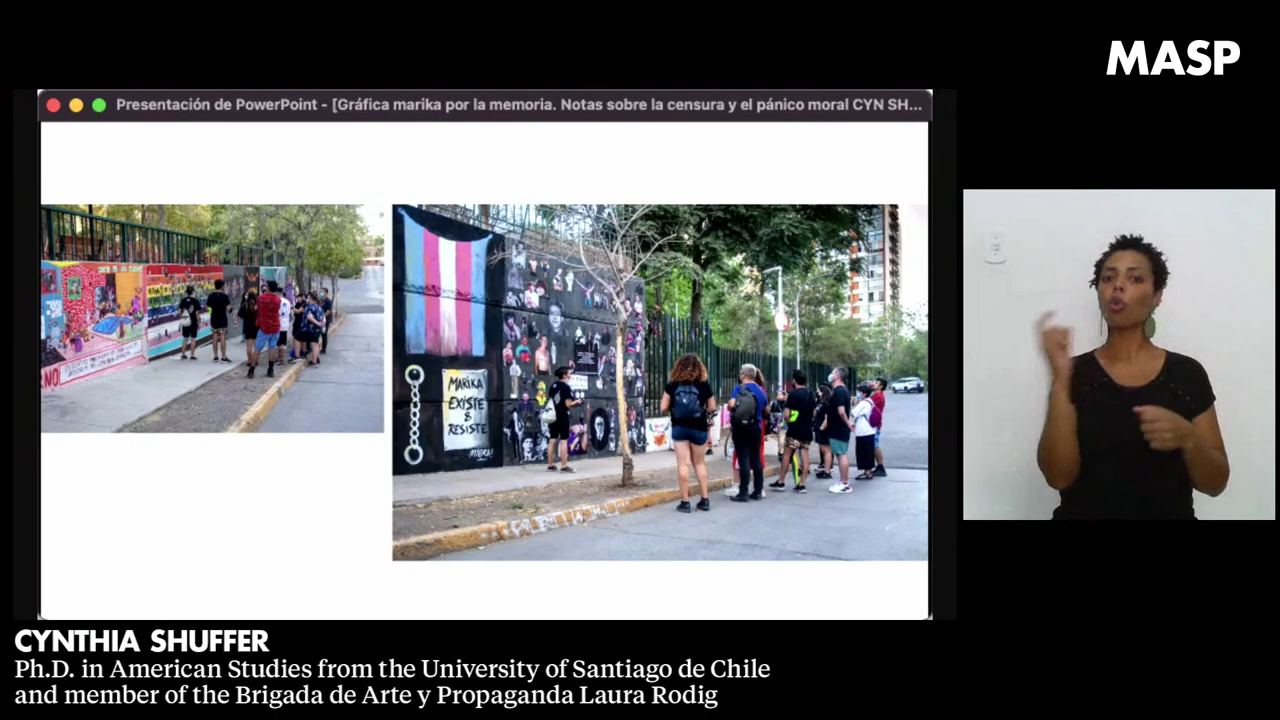 MASP
Presentación de PowerPoint - [Gráfica marika por la memoria. Notas sobre la censura y el pánico moral CYN SH...
MARIKA
EXISTE
&
RESISTE
CYNTHIA SHUFFER
Ph.D. in American Studies from the University of Santiago de Chile
and member of the Brigada de Arte y Propaganda Laura Rodig